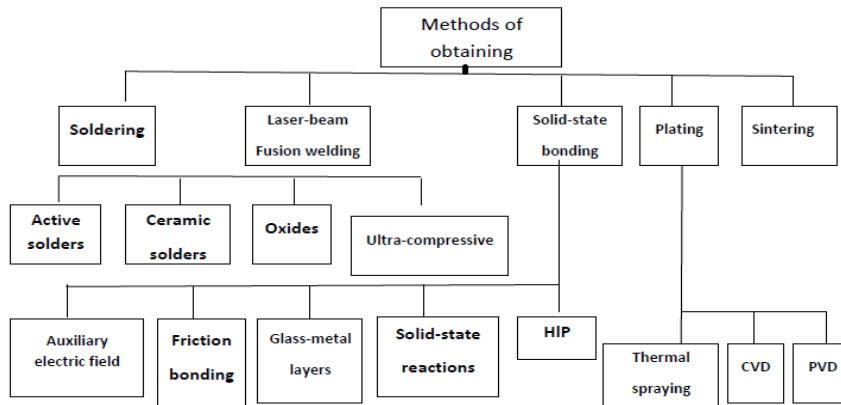 Methods of
obtaining
Soldering
Laser-beam
Fusion welding
Solid-state
bonding
Plating
Sintering
Active
solders
Ceramic
solders
Oxides
Ultra-compressive
Auxiliary
electric field
Friction
bonding
Glass-metal
layers
Solid-state
reactions
HIP
Thermal
spraying
CVD
PVD